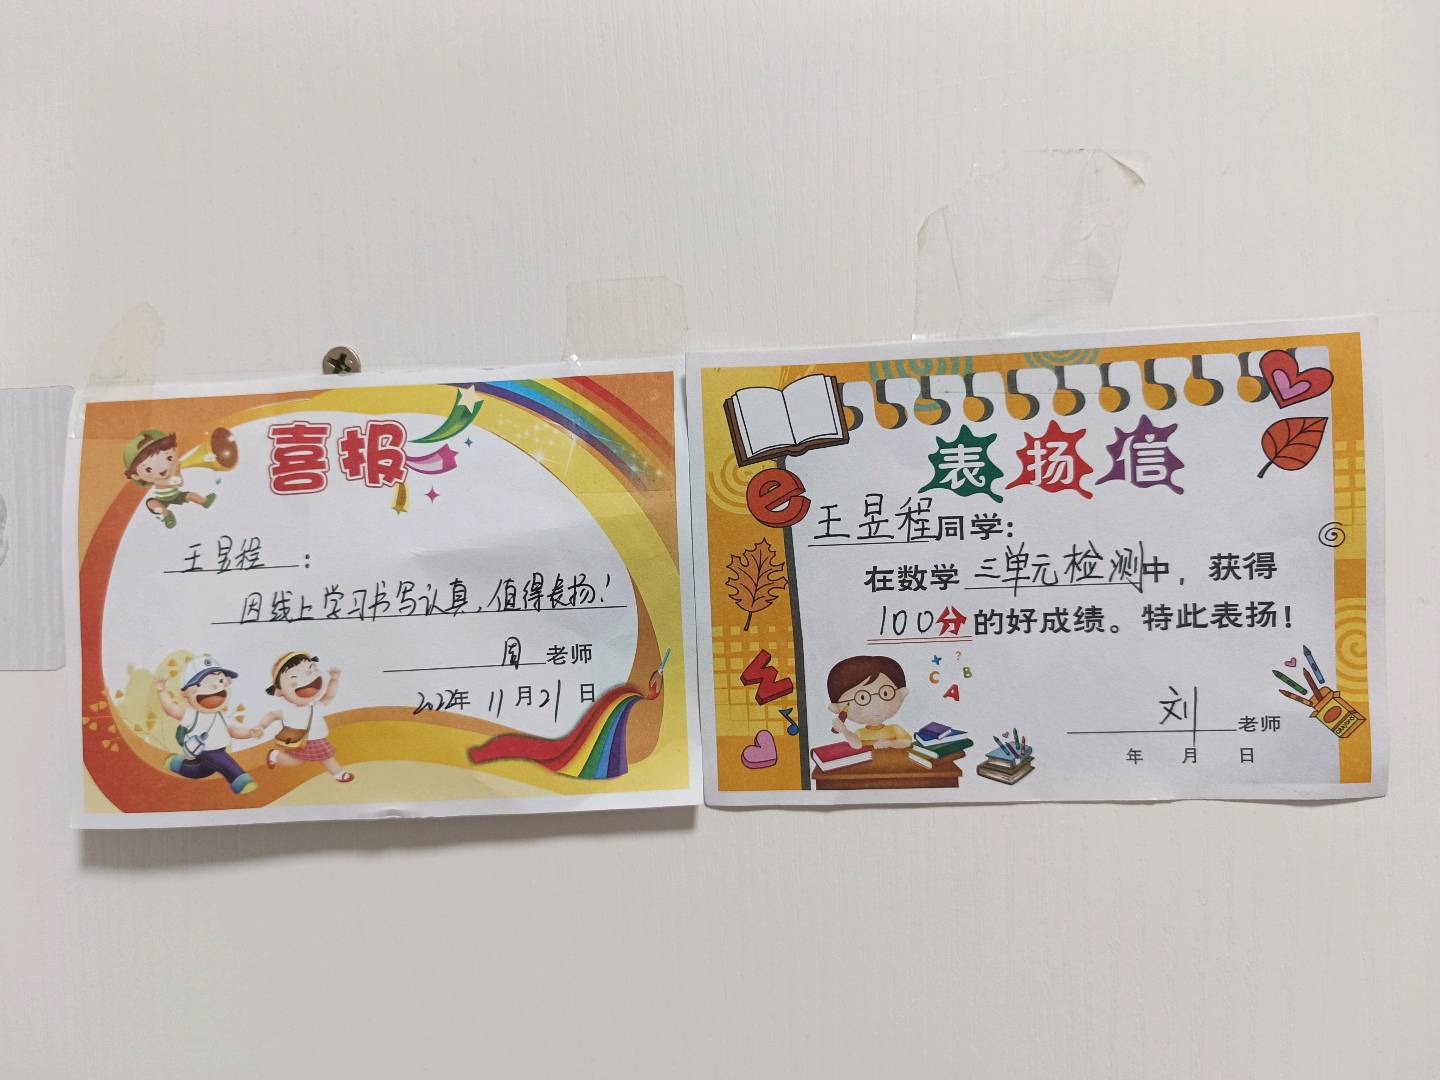 喜报
王昱程：
因线上学习书写认真，值得表扬！
周老师
2022年 11月21日
表扬信
王昱程同学：
在数学三单元检测中，获得
100分的好成绩。特此表扬！
刘老师
年 月 日